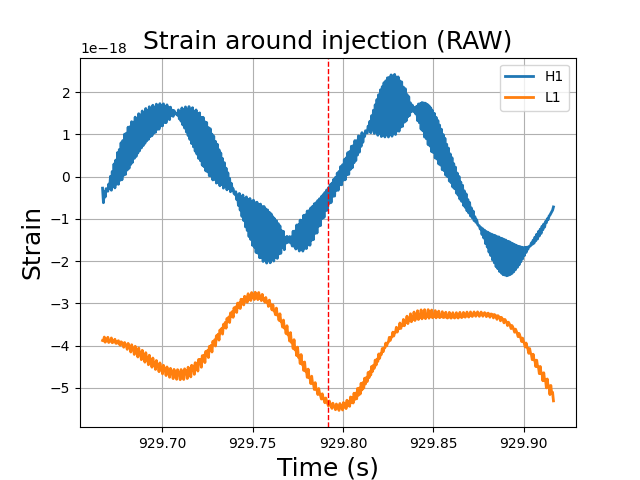 Strain around injection (RAW)
1e−18
H1
L1
2
1
0
−1
−2
−3
−4
−5
Strain
929.70 929.75 929.80 929.85 929.90
Time (s)